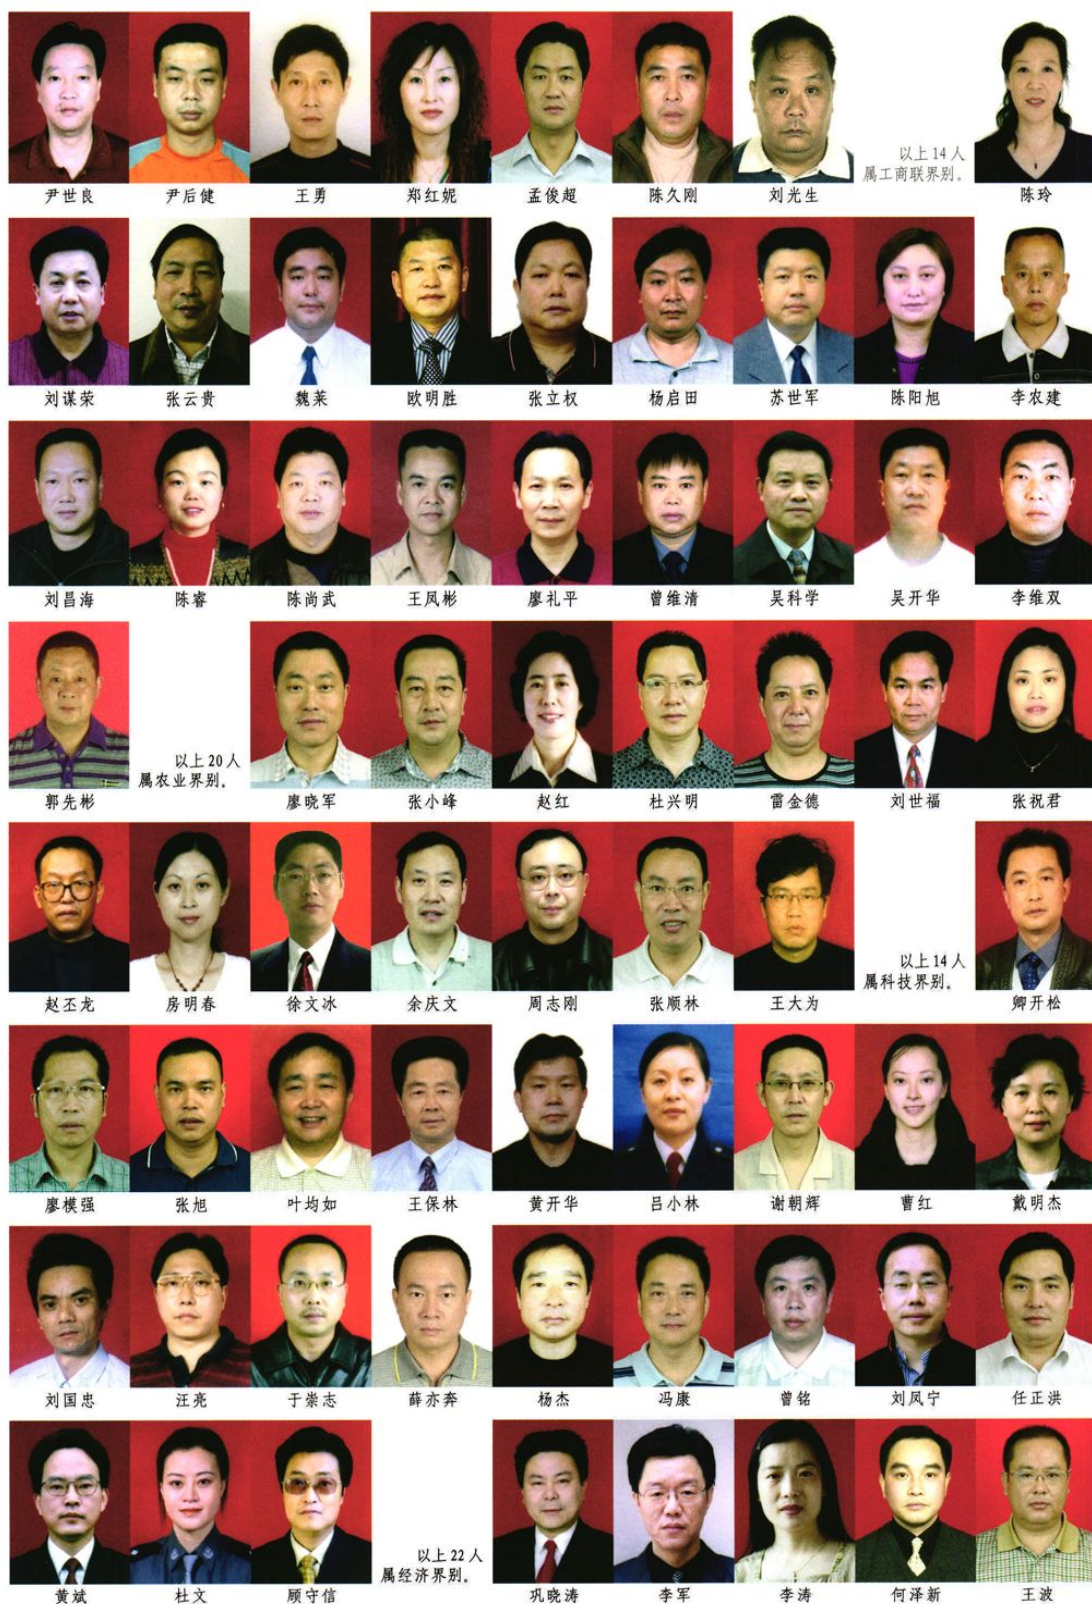 尹世良 尹后健 王勇 郑红妮 孟俊超 陈久刚 刘光生 以上14人
属工商联界别。 陈玲
刘谋荣 张云贵 魏莱 欧明胜 张立权 杨启田 苏世军 陈阳旭 李农建
刘昌海 陈睿 陈尚武 王凤彬 廖礼平 曾维清 吴科学 吴开华 李维双
郭先彬 以上20人
属农业界别。 廖晓军 张小峰 赵红 杜兴明 雷金德 刘世福 张祝君
赵丕龙 房明春 徐文冰 余庆文 周志刚 张顺林 王大为 以上14人
属科技界别。 卿开松
廖模强 张旭 叶均如 王保林 黄开华 吕小林 谢朝辉 曹红 戴明杰
刘国忠 汪亮 于崇志 薛亦奔 杨杰 冯康 曾铭 刘凤宁 任正洪
黄斌 杜文 顾守信 以上22人
属经济界别。 巩晓涛 李军 李涛 何泽新 王波